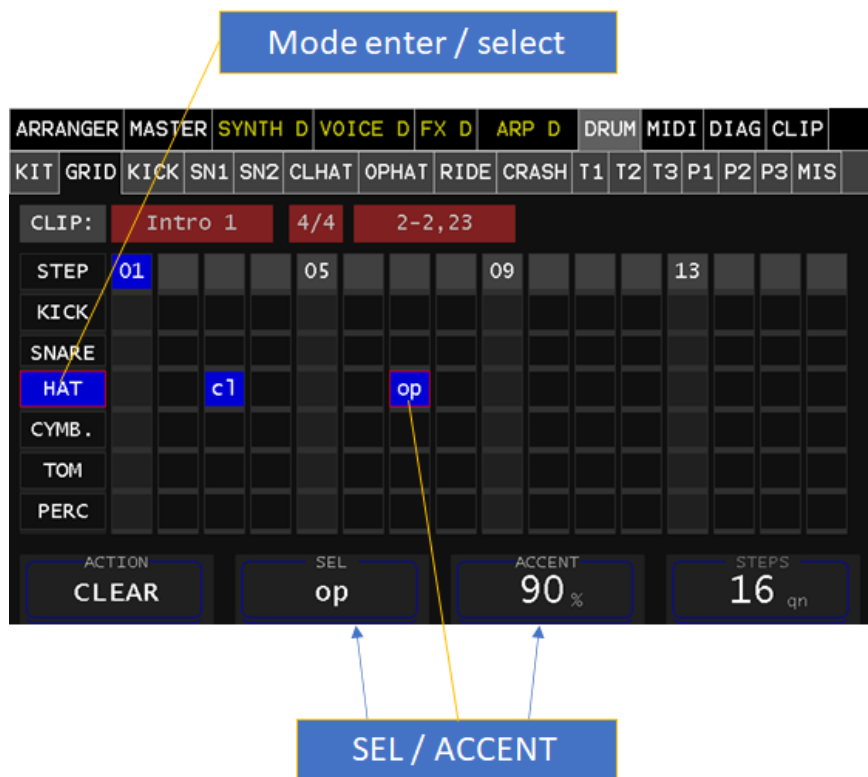 Mode enter / select
ARRANGER MASTER SYNTH D VOICE D FX D ARP D DRUM MIDI DIAG CLIP
KIT GRID KICK SN1 SN2 CLHAT OPHAT RIDE CRASH T1 T2 T3 P1 P2 P3 MIS
CLIP: Intro 1 4/4 2-2,23
STEP 01 05 09 13
KICK
SNARE
HAT cl op
CYMB.
TOM
PERC
ACTION SEL ACCENT STEPS
CLEAR op 90 % 16 qn
SEL / ACCENT